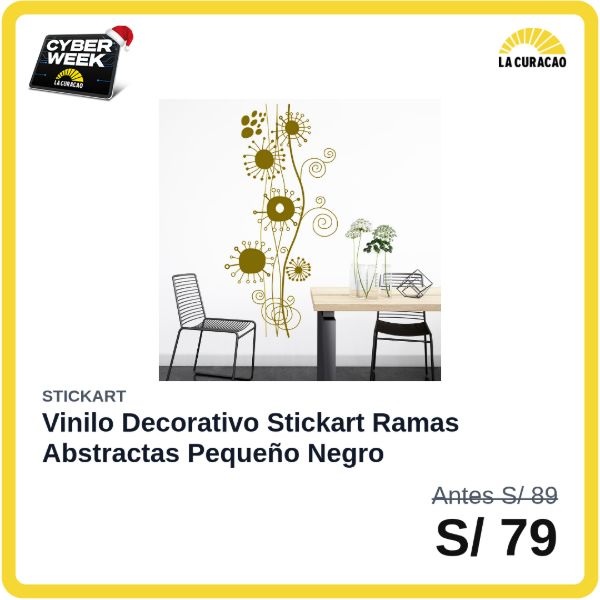 CYBER
WEEK
LA CURACAO
LA CURACAO
STICKART
Vinilo Decorativo Stickart Ramas
Abstractas Pequeño Negro
Antes S/ 89
S/ 79